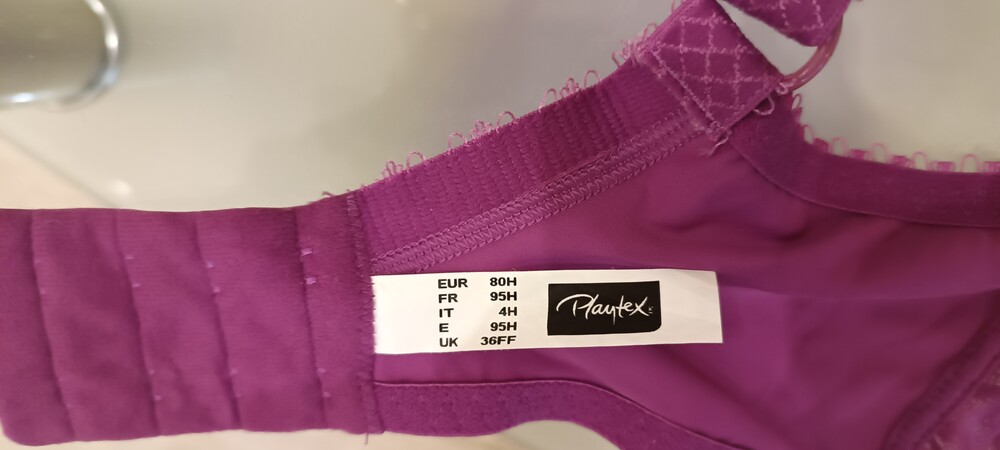 EUR 80H
FR 95H
IT 4H
E 95H
UK 36FF
Playtex